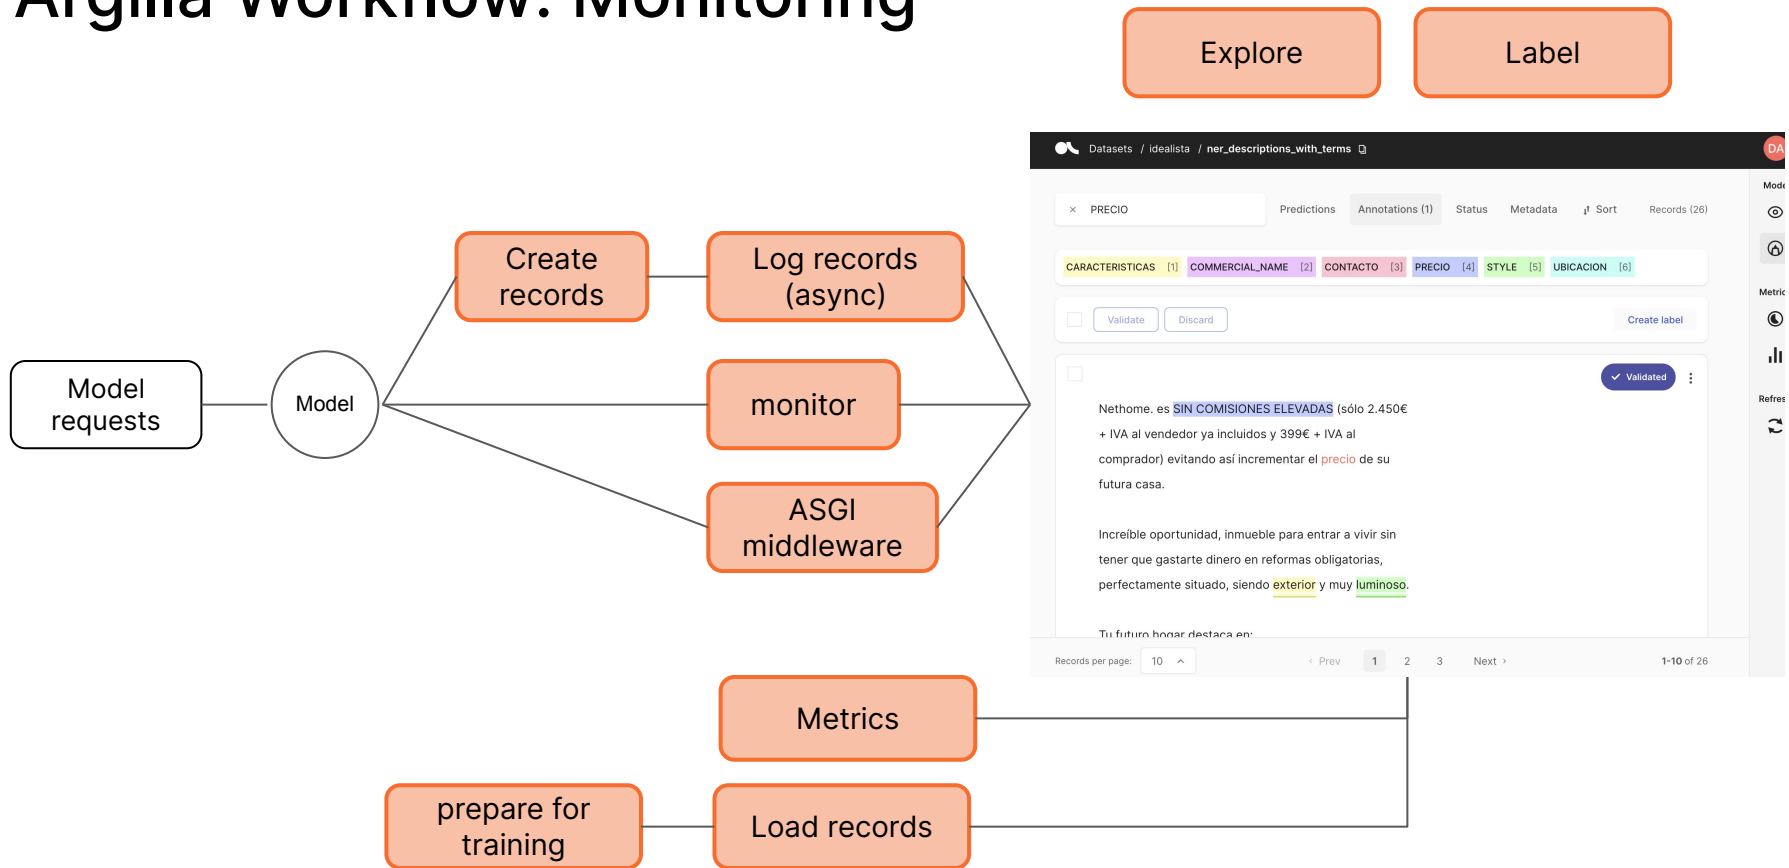 Argilla Workflow: Monitoring
Explore
Label
Datasets / idealista / ner_descriptions_with_terms
DA
× PRECIO
Predictions
Annotations (1)
Status
Metadata
Sort
Records (26)
Mode
CARACTERISTICAS [1] COMMERCIAL_NAME [2] CONTACTO [3] PRECIO [4] STYLE [5] UBICACION [6]
Metric
Validate
Discard
Create label
Validated
Refres
Nethome. es SIN COMISIONES ELEVADAS (sólo 2.450€
+ IVA al vendedor ya incluidos y 399€ + IVA al
comprador) evitando así incrementar el precio de su
futura casa.
Increíble oportunidad, inmueble para entrar a vivir sin
tener que gastarte dinero en reformas obligatorias,
perfectamente situado, siendo exterior y muy luminoso.
Tu futuro hogar destaca en:
Records per page: 10
‹ Prev 1 2 3 Next ›
1-10 of 26
Model
requests
Model
Create
records
Log records
(async)
monitor
ASGI
middleware
Metrics
prepare for
training
Load records